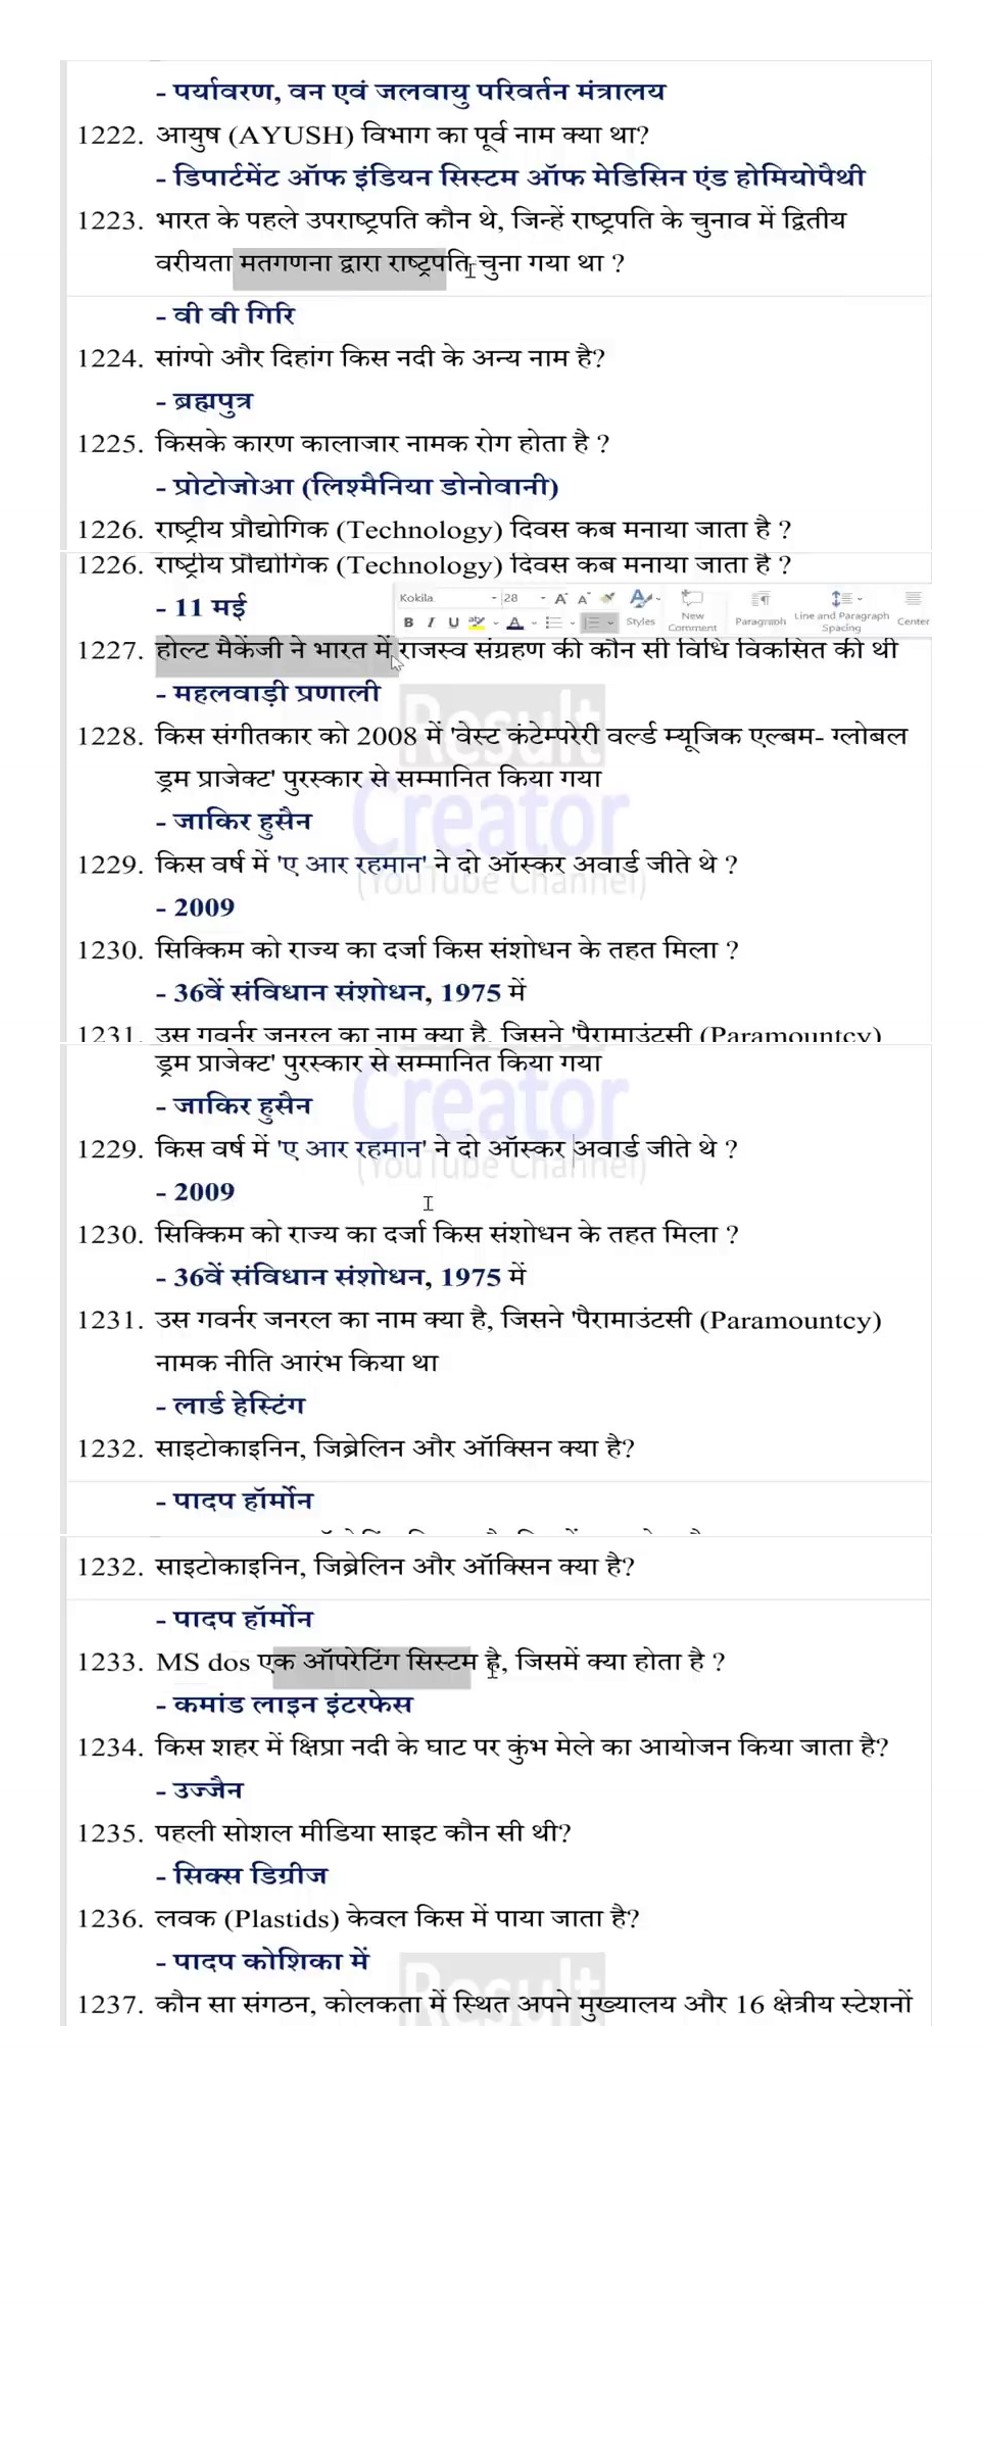 - पर्यावरण, वन एवं जलवायु परिवर्तन मंत्रालय
1222. आयुष (AYUSH) विभाग का पूर्व नाम क्या था?
- डिपार्टमेंट ऑफ इंडियन सिस्टम ऑफ मेडिसिन एंड होमियोपैथी
1223. भारत के पहले उपराष्ट्रपति कौन थे, जिन्हें राष्ट्रपति के चुनाव में द्वितीय
वरीयता मतगणना द्वारा राष्ट्रपति चुना गया था ?
- वी वी गिरि
1224. सांग्पो और दिहांग किस नदी के अन्य नाम है?
- ब्रह्मपुत्र
1225. किसके कारण कालाजार नामक रोग होता है ?
- प्रोटोजोआ (लिश्मैनिया डोनोवानी)
1226. राष्ट्रीय प्रौद्योगिक (Technology) दिवस कब मनाया जाता है ?
1226. राष्ट्रीय प्रौद्योगिक (Technology) दिवस कब मनाया जाता है ?
Kokila 28
- 11 मई
B I U Styles New Comment Paragraph Line and Paragraph Spacing Center
1227. होल्ट मैकेंजी ने भारत में राजस्व संग्रहण की कौन सी विधि विकसित की थी
- महलवाड़ी प्रणाली
Result
1228. किस संगीतकार को 2008 में 'वेस्ट कंटेम्परेरी वर्ल्ड म्यूजिक एल्बम- ग्लोबल
ड्रम प्राजेक्ट' पुरस्कार से सम्मानित किया गया
Creator
- जाकिर हुसैन
1229. किस वर्ष में 'ए आर रहमान' ने दो ऑस्कर अवार्ड जीते थे ?
(YouTube Channel)
- 2009
1230. सिक्किम को राज्य का दर्जा किस संशोधन के तहत मिला ?
- 36वें संविधान संशोधन, 1975 में
1231. उस गवर्नर जनरल का नाम क्या है, जिसने 'पैरामाउंटसी (Paramountcy)
ड्रम प्राजेक्ट' पुरस्कार से सम्मानित किया गया
Creator
- जाकिर हुसैन
1229. किस वर्ष में 'ए आर रहमान' ने दो ऑस्कर अवार्ड जीते थे ?
(YouTube Channel)
- 2009
1230. सिक्किम को राज्य का दर्जा किस संशोधन के तहत मिला ?
- 36वें संविधान संशोधन, 1975 में
1231. उस गवर्नर जनरल का नाम क्या है, जिसने 'पैरामाउंटसी (Paramountcy)
नामक नीति आरंभ किया था
- लार्ड हेस्टिंग
1232. साइटोकाइनिन, जिब्रेलिन और ऑक्सिन क्या है?
- पादप हॉर्मोन
1232. साइटोकाइनिन, जिब्रेलिन और ऑक्सिन क्या है?
- पादप हॉर्मोन
1233. MS dos एक ऑपरेटिंग सिस्टम है, जिसमें क्या होता है ?
- कमांड लाइन इंटरफेस
1234. किस शहर में क्षिप्रा नदी के घाट पर कुंभ मेले का आयोजन किया जाता है?
- उज्जैन
1235. पहली सोशल मीडिया साइट कौन सी थी?
- सिक्स डिग्रीज
1236. लवक (Plastids) केवल किस में पाया जाता है?
- पादप कोशिका में
Result
1237. कौन सा संगठन, कोलकता में स्थित अपने मुख्यालय और 16 क्षेत्रीय स्टेशनों